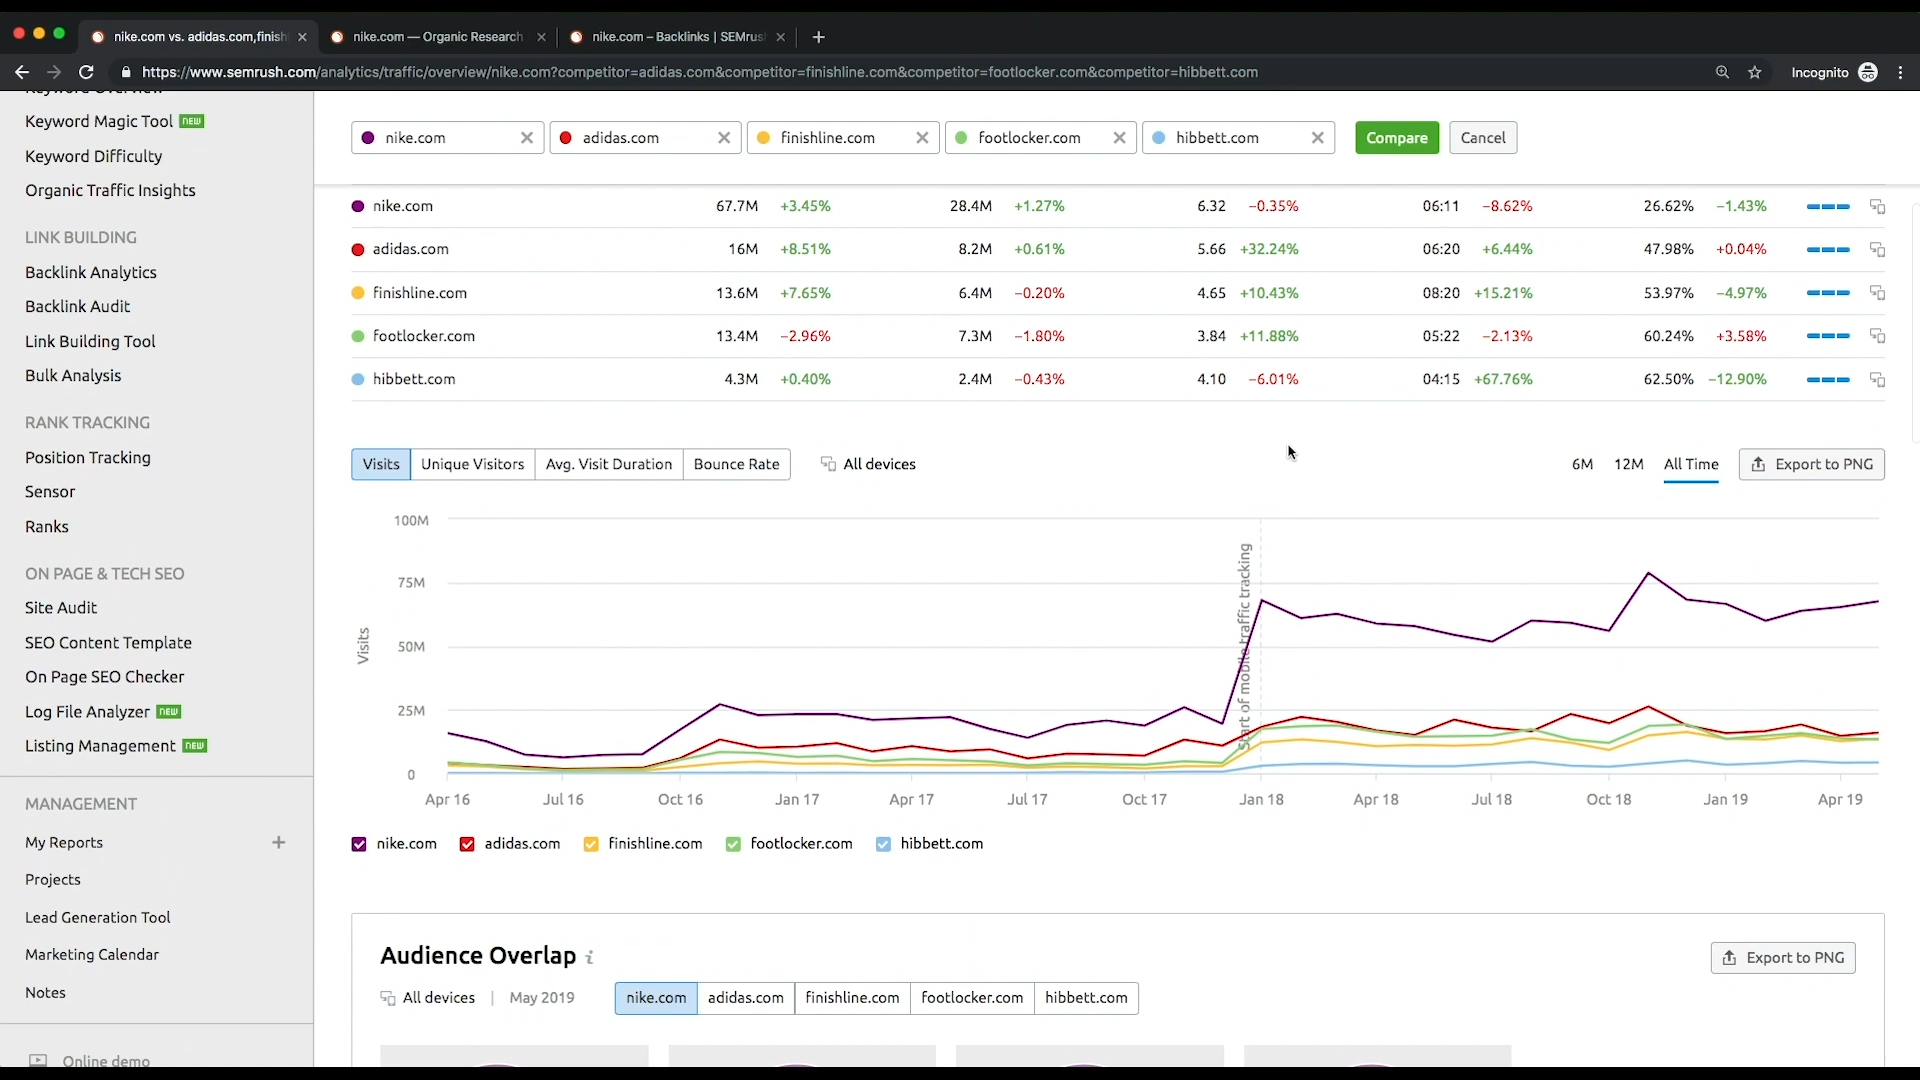 nike.com vs. adidas.com,finish
nike.com — Organic Research
nike.com – Backlinks | SEMrus
https://www.semrush.com/analytics/traffic/overview/nike.com?competitor=adidas.com&competitor=finishline.com&competitor=footlocker.com&competitor=hibbett.com
Incognito
Keyword Overview
Keyword Magic Tool new
Keyword Difficulty
Organic Traffic Insights
LINK BUILDING
Backlink Analytics
Backlink Audit
Link Building Tool
Bulk Analysis
RANK TRACKING
Position Tracking
Sensor
Ranks
ON PAGE & TECH SEO
Site Audit
SEO Content Template
On Page SEO Checker
Log File Analyzer new
Listing Management new
MANAGEMENT
My Reports +
Projects
Lead Generation Tool
Marketing Calendar
Notes
Online demo
nike.com adidas.com finishline.com footlocker.com hibbett.com Compare Cancel
nike.com 67.7M +3.45% 28.4M +1.27% 6.32 −0.35% 06:11 −8.62% 26.62% −1.43%
adidas.com 16M +8.51% 8.2M +0.61% 5.66 +32.24% 06:20 +6.44% 47.98% +0.04%
finishline.com 13.6M +7.65% 6.4M −0.20% 4.65 +10.43% 08:20 +15.21% 53.97% −4.97%
footlocker.com 13.4M −2.96% 7.3M −1.80% 3.84 +11.88% 05:22 −2.13% 60.24% +3.58%
hibbett.com 4.3M +0.40% 2.4M −0.43% 4.10 −6.01% 04:15 +67.76% 62.50% −12.90%
Visits Unique Visitors Avg. Visit Duration Bounce Rate All devices 6M 12M All Time Export to PNG
100M
75M
50M
25M
0
Visits
Start of mobile traffic tracking
Apr 16 Jul 16 Oct 16 Jan 17 Apr 17 Jul 17 Oct 17 Jan 18 Apr 18 Jul 18 Oct 18 Jan 19 Apr 19
nike.com adidas.com finishline.com footlocker.com hibbett.com
Audience Overlap i
Export to PNG
All devices | May 2019 nike.com adidas.com finishline.com footlocker.com hibbett.com